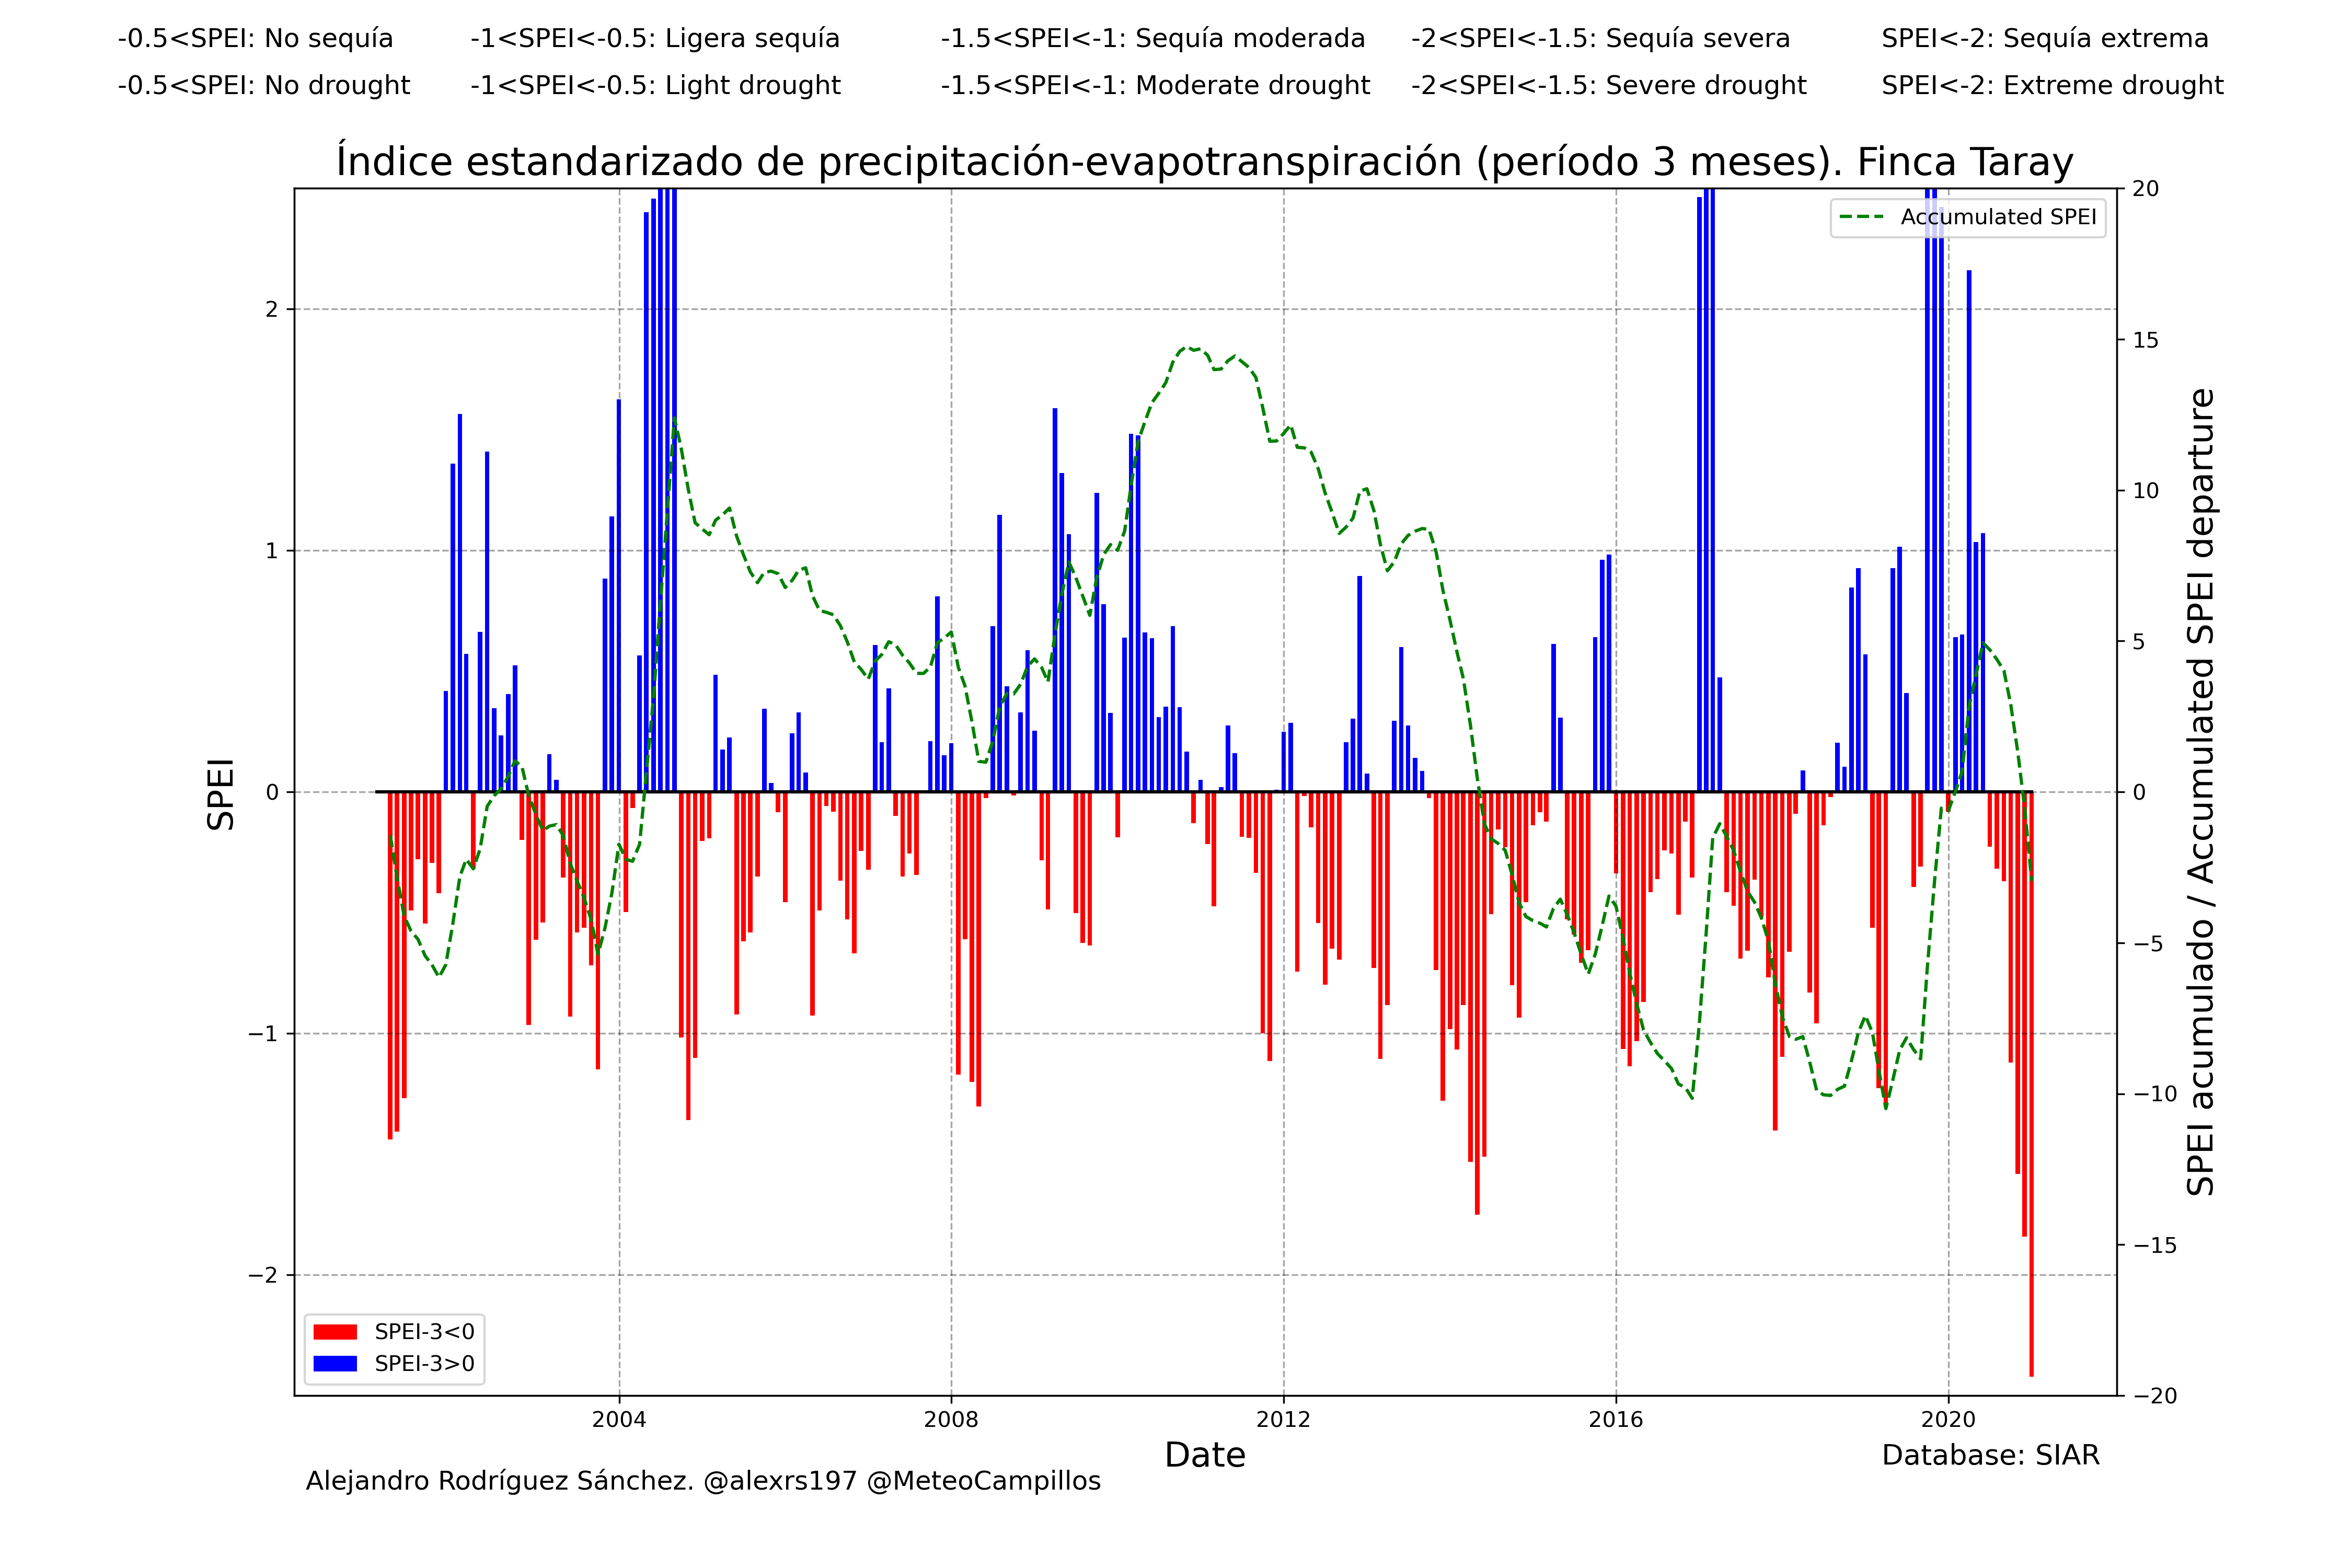 -0.5<SPEI: No sequía -1<SPEI<-0.5: Ligera sequía -1.5<SPEI<-1: Sequía moderada -2<SPEI<-1.5: Sequía severa SPEI<-2: Sequía extrema
-0.5<SPEI: No drought -1<SPEI<-0.5: Light drought -1.5<SPEI<-1: Moderate drought -2<SPEI<-1.5: Severe drought SPEI<-2: Extreme drought
Índice estandarizado de precipitación-evapotranspiración (período 3 meses). Finca Taray
Accumulated SPEI
SPEI
2
1
0
−1
−2
20
15
10
5
0
−5
−10
−15
−20
SPEI acumulado / Accumulated SPEI departure
SPEI-3<0
SPEI-3>0
2004 2008 2012 2016 2020
Date
Database: SIAR
Alejandro Rodríguez Sánchez. @alexrs197 @MeteoCampillos